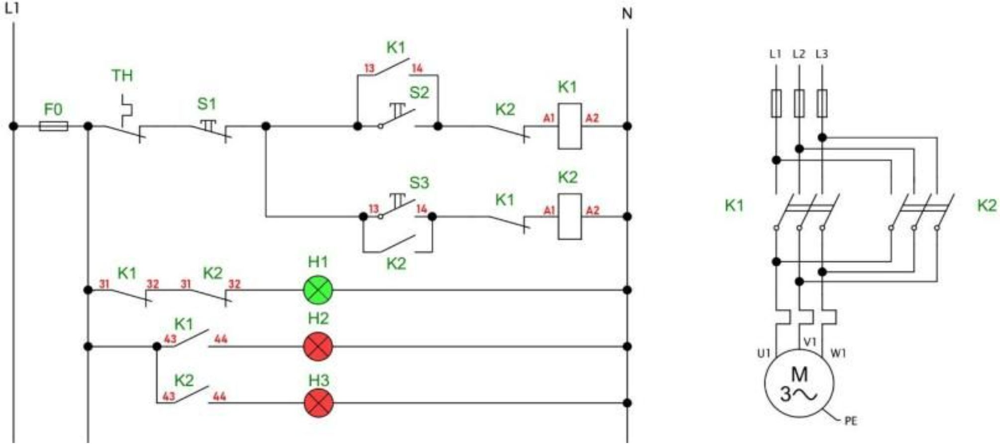 L1
N
K1
13 14
TH
S2
K1
F0
S1
K2
A1 A2
L1 L2 L3
S3
K2
13 14
K1
A1 A2
K1
K2
K2
H1
K1
K2
31 32 31 32
H2
K1
43 44
H3
K2
43 44
V1
U1
W1
M
3~
PE